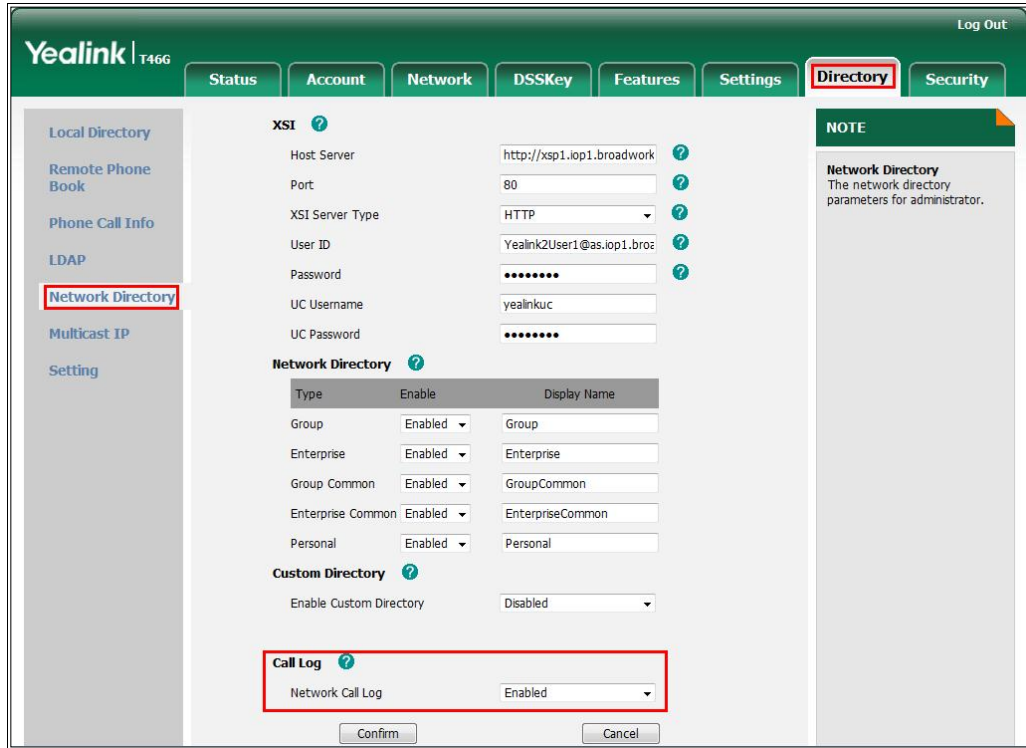 Log Out
Yealink | T46G
Status Account Network DSSKey Features Settings Directory Security
Local Directory
Remote Phone
Book
Phone Call Info
LDAP
Network Directory
Multicast IP
Setting
XSI ?
Host Server http://xsp1.iop1.broadwork ?
Port 80 ?
XSI Server Type HTTP ?
User ID Yealink2User1@as.iop1.broa ?
Password •••••••• ?
UC Username yealinkuc
UC Password ••••••••
Network Directory ?
Type Enable Display Name
Group Enabled Group
Enterprise Enabled Enterprise
Group Common Enabled GroupCommon
Enterprise Common Enabled EnterpriseCommon
Personal Enabled Personal
Custom Directory ?
Enable Custom Directory Disabled
Call Log ?
Network Call Log Enabled
Confirm Cancel
NOTE
Network Directory
The network directory
parameters for administrator.